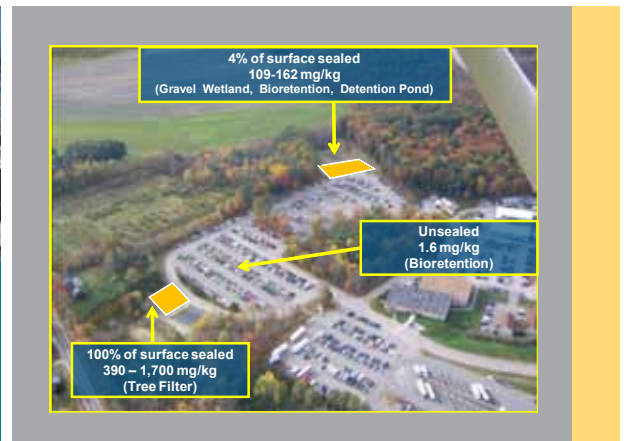 4% of surface sealed
109-162 mg/kg
(Gravel Wetland, Bioretention, Detention Pond)
Unsealed
1.6 mg/kg
(Bioretention)
100% of surface sealed
390 – 1,700 mg/kg
(Tree Filter)